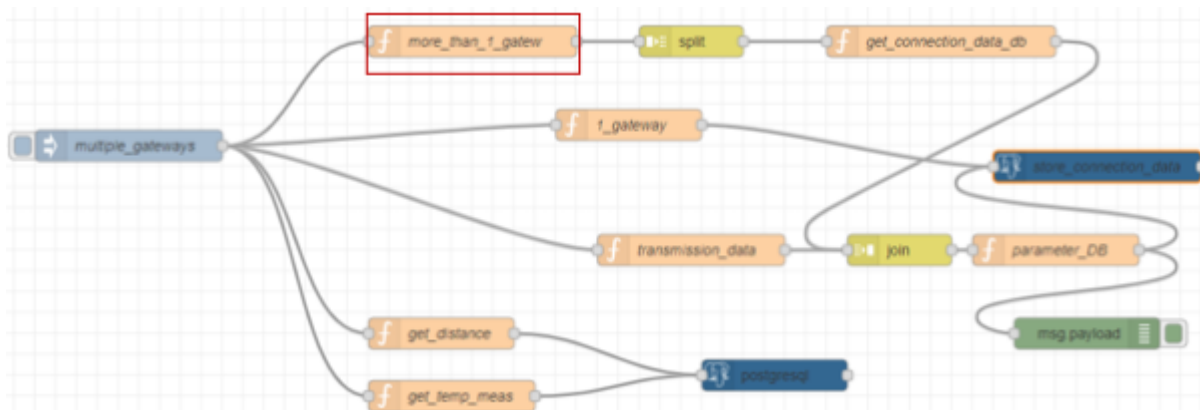 more_than_1_gatew
split
get_connection_data_db
1_gateway
multiple_gateways
store_connection_data
transmission_data
join
parameter_DB
get_distance
msg.payload
postgresql
get_temp_meas